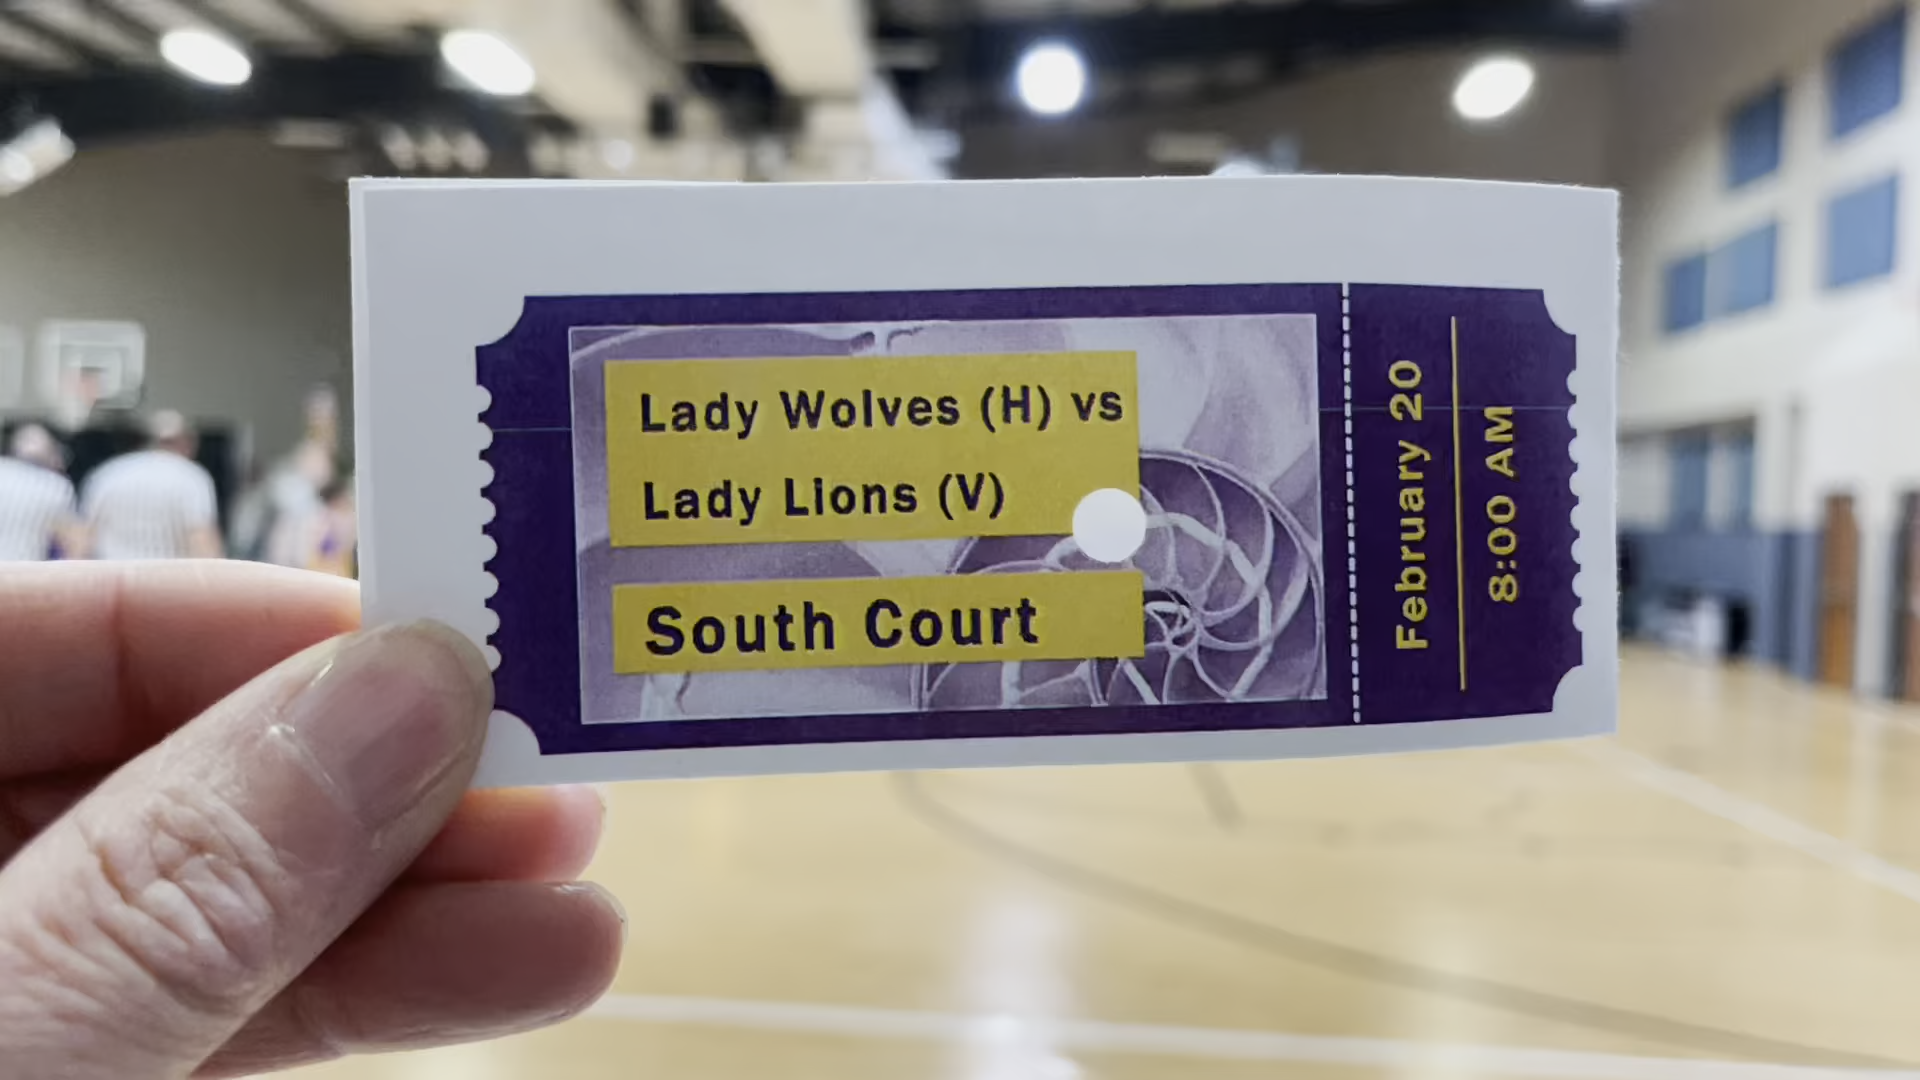 Lady Wolves (H) vs
Lady Lions (V)
South Court
February 20
8:00 AM